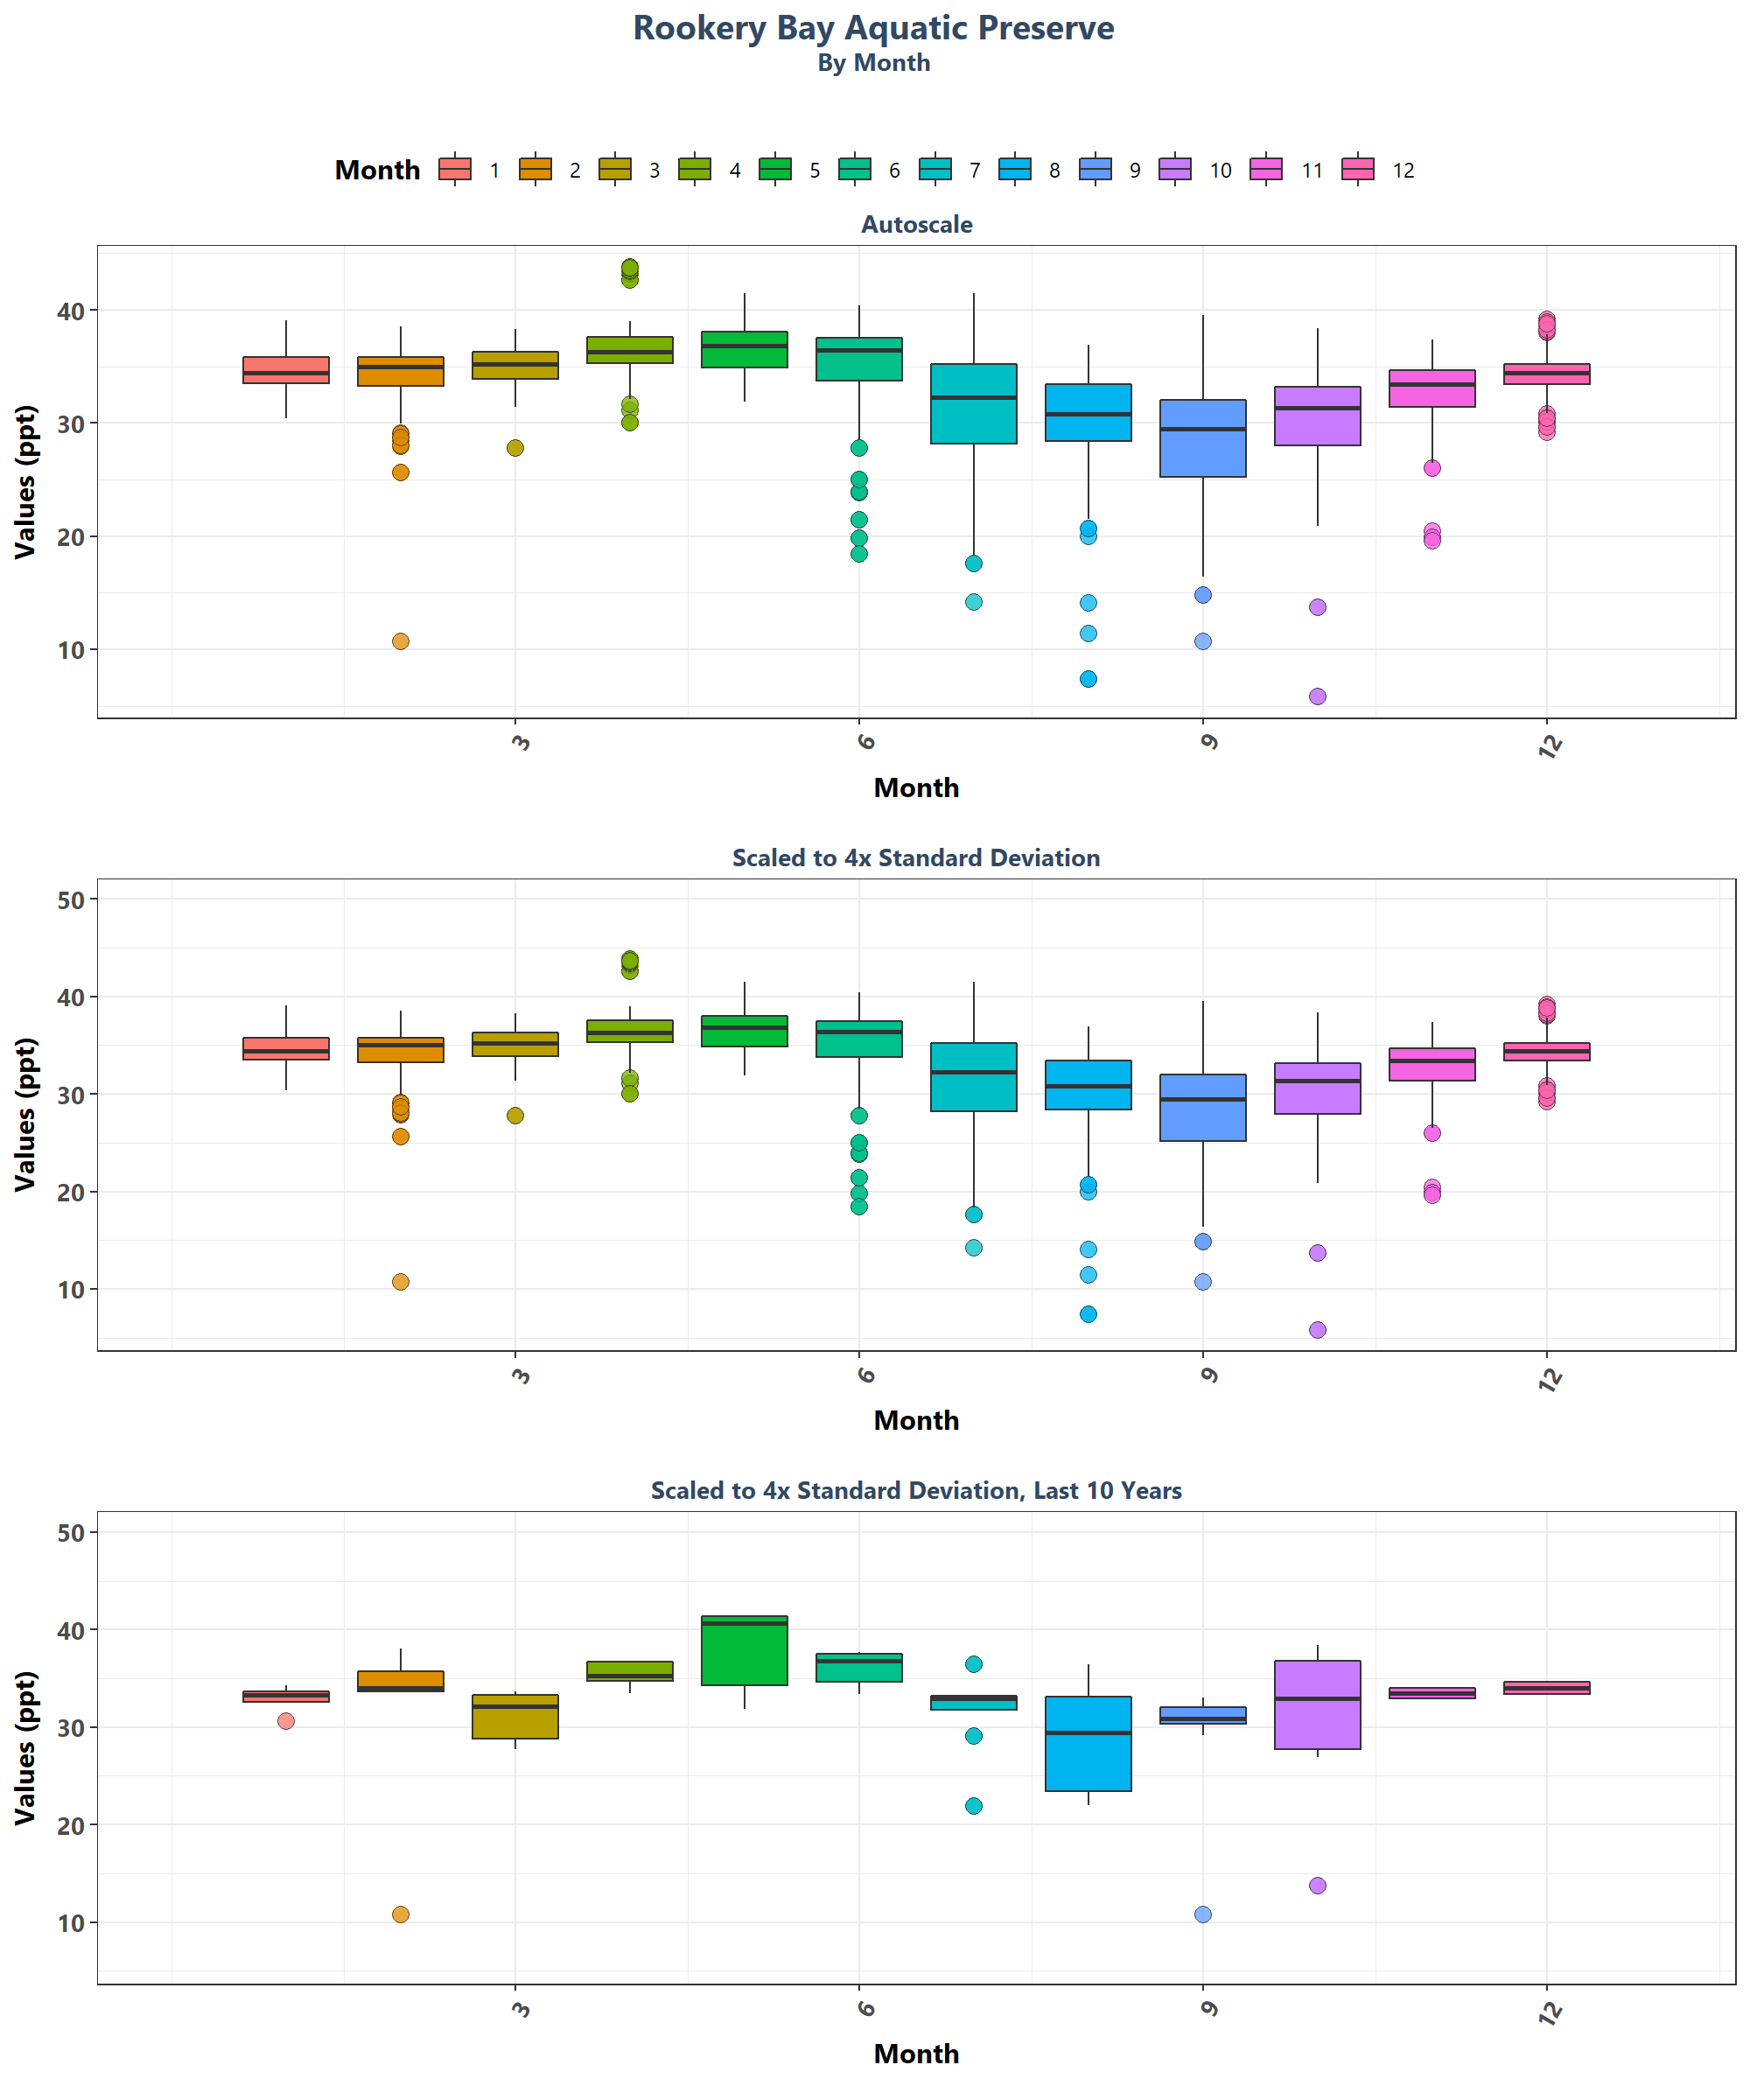 Rookery Bay Aquatic Preserve
By Month
Month 1 2 3 4 5 6 7 8 9 10 11 12
Autoscale
Values (ppt)
40
30
20
10
3 6 9 12
Month
Scaled to 4x Standard Deviation
Values (ppt)
50
40
30
20
10
3 6 9 12
Month
Scaled to 4x Standard Deviation, Last 10 Years
Values (ppt)
50
40
30
20
10
3 6 9 12
Month